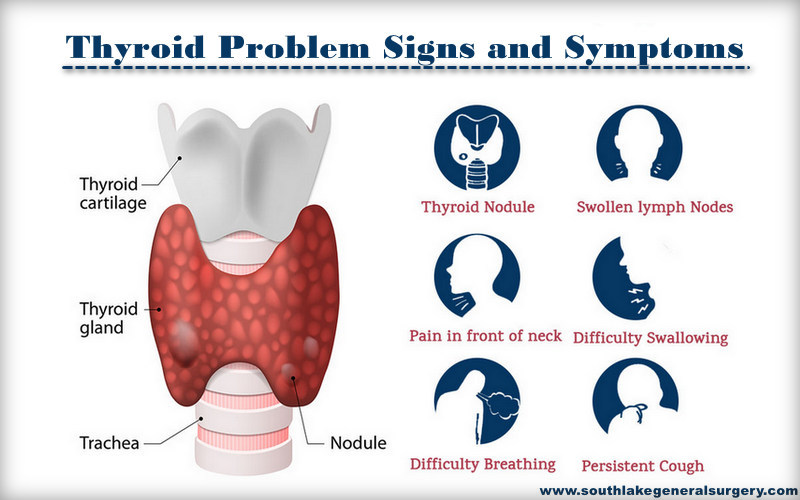 Thyroid Problem Signs and Symptoms
Thyroid
cartilage
Thyroid
gland
Trachea
Nodule
Thyroid Nodule
Swollen lymph Nodes
Pain in front of neck
Difficulty Swallowing
Difficulty Breathing
Persistent Cough
www.southlakegeneralsurgery.com